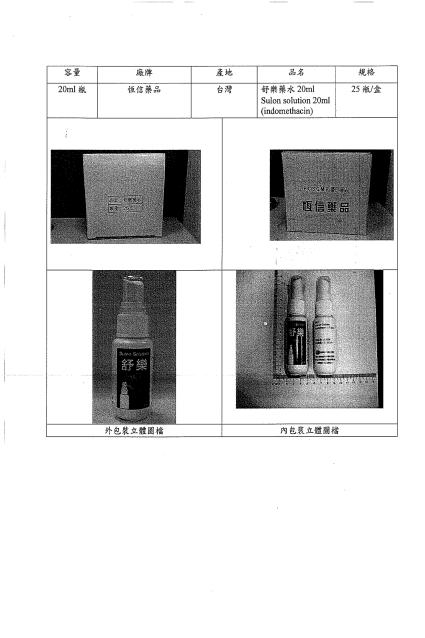 容量 廠牌 產地 品名 規格
20ml 瓶 恆信藥品 台灣 舒樂藥水 20ml 25 瓶/盒
Sulon solution 20ml
(indomethacin)
恆信藥品
Sulon Solution
舒樂
外包裝立體圖檔 內包裝立體圖檔